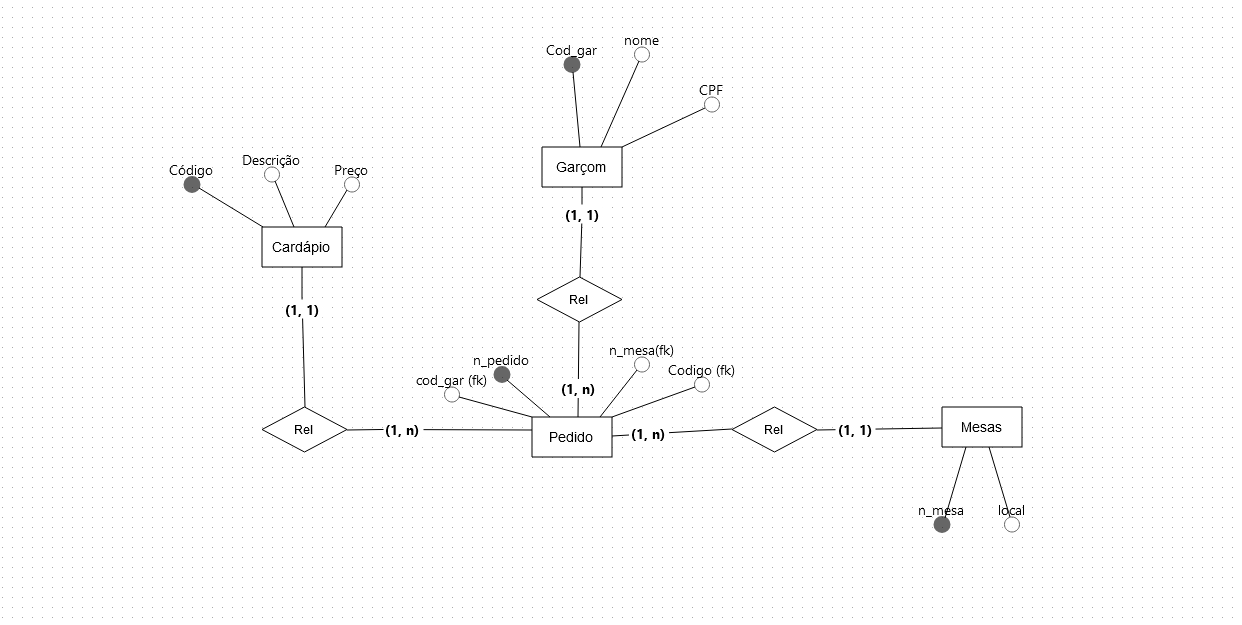 nome
Cod_gar
CPF
Garçom
Descrição
Código
Preço
(1, 1)
Cardápio
Rel
(1, 1)
n_mesa(fk)
n_pedido
Codigo (fk)
cod_gar (fk)
(1, n)
Rel
(1, n)
Pedido
(1, n)
Rel
(1, 1)
Mesas
n_mesa
local